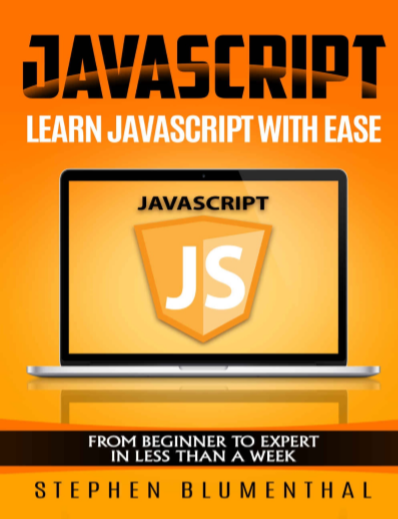 JAVASCRIPT
LEARN JAVASCRIPT WITH EASE
JAVASCRIPT
JS
FROM BEGINNER TO EXPERT
IN LESS THAN A WEEK
STEPHEN BLUMENTHAL